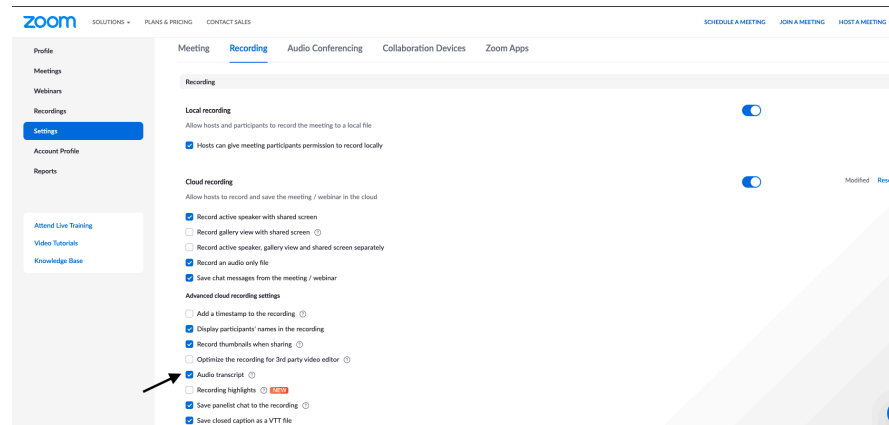 zoom SOLUTIONS PLANS & PRICING CONTACT SALES SCHEDULE A MEETING JOIN A MEETING HOST A MEETING
Profile
Meetings
Webinars
Recordings
Settings
Account Profile
Reports
Attend Live Training
Video Tutorials
Knowledge Base
Meeting Recording Audio Conferencing Collaboration Devices Zoom Apps
Recording
Local recording
Allow hosts and participants to record the meeting to a local file
Hosts can give meeting participants permission to record locally
Cloud recording Modified
Allow hosts to record and save the meeting / webinar in the cloud
Record active speaker with shared screen
Record gallery view with shared screen
Record active speaker, gallery view and shared screen separately
Record an audio only file
Save chat messages from the meeting / webinar
Advanced cloud recording settings
Add a timestamp to the recording
Display participants' names in the recording
Record thumbnails when sharing
Optimize the recording for 3rd party video editor
Audio transcript
Recording highlights NEW
Save panelist chat to the recording
Save closed caption as a VTT file